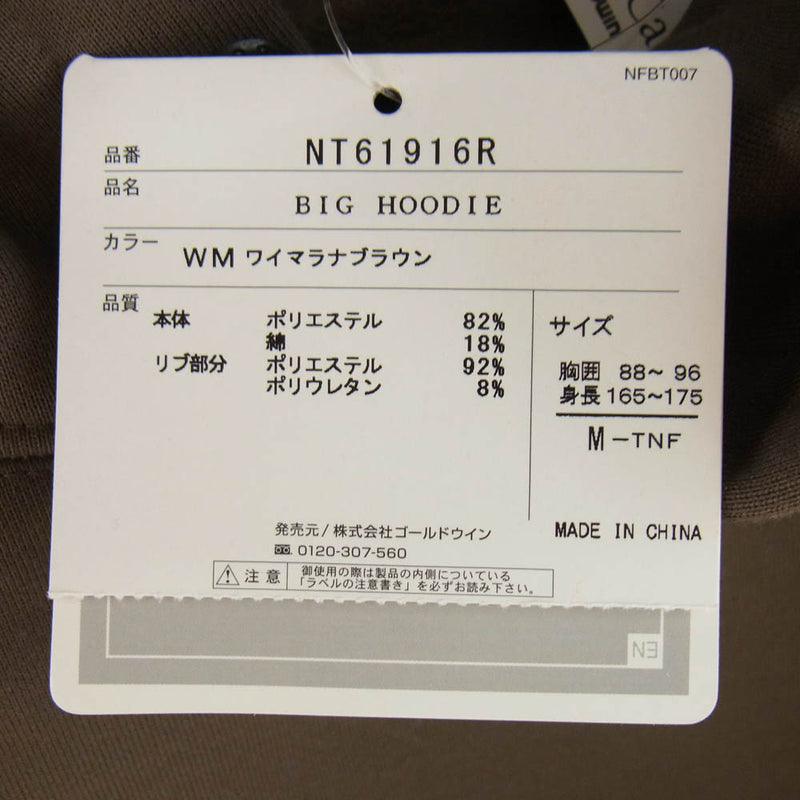 NFBT007
品番 NT61916R
品名 BIG HOODIE
カラー WM ワイマラナブラウン
品質
本体 ポリエステル 82%
綿 18%
リブ部分 ポリエステル 92%
ポリウレタン 8%
サイズ
胸囲 88～ 96
身長 165～175
M－TNF
発売元/株式会社ゴールドウイン
0120-307-560
MADE IN CHINA
注意 御使用の際は製品の内側についている
「ラベルの注意書き」を必ずお読み下さい。